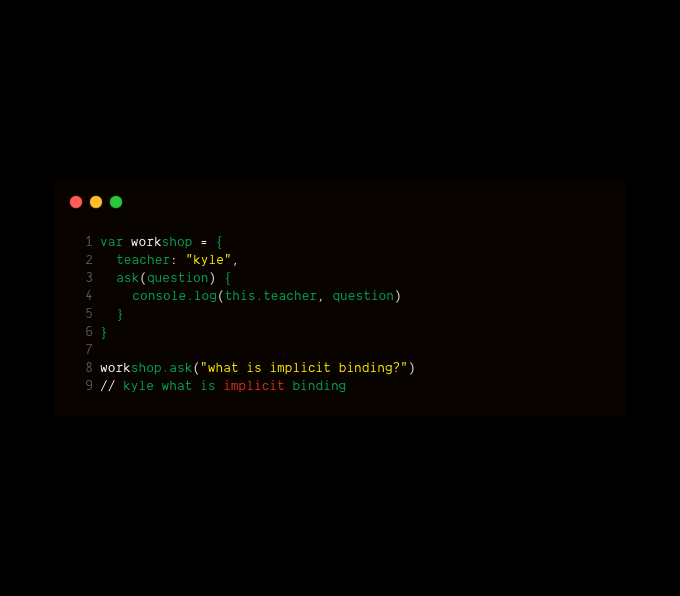 1 var workshop = {
2 teacher: "kyle",
3 ask(question) {
4 console.log(this.teacher, question)
5 }
6 }
7
8 workshop.ask("what is implicit binding?")
9 // kyle what is implicit binding